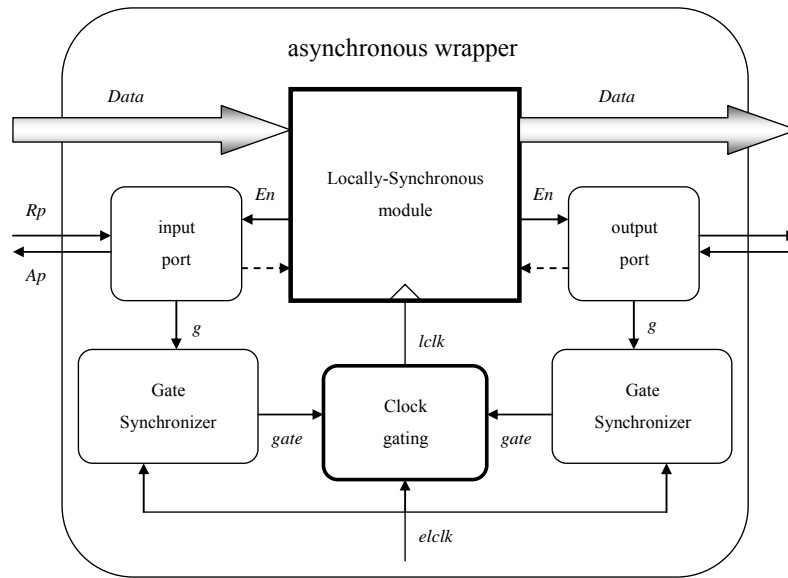 asynchronous wrapper
Data
Data
Locally-Synchronous
module
En
En
Rp
Ap
input
port
output
port
g
g
lclk
Gate
Synchronizer
Clock
gating
Gate
Synchronizer
gate
gate
elclk